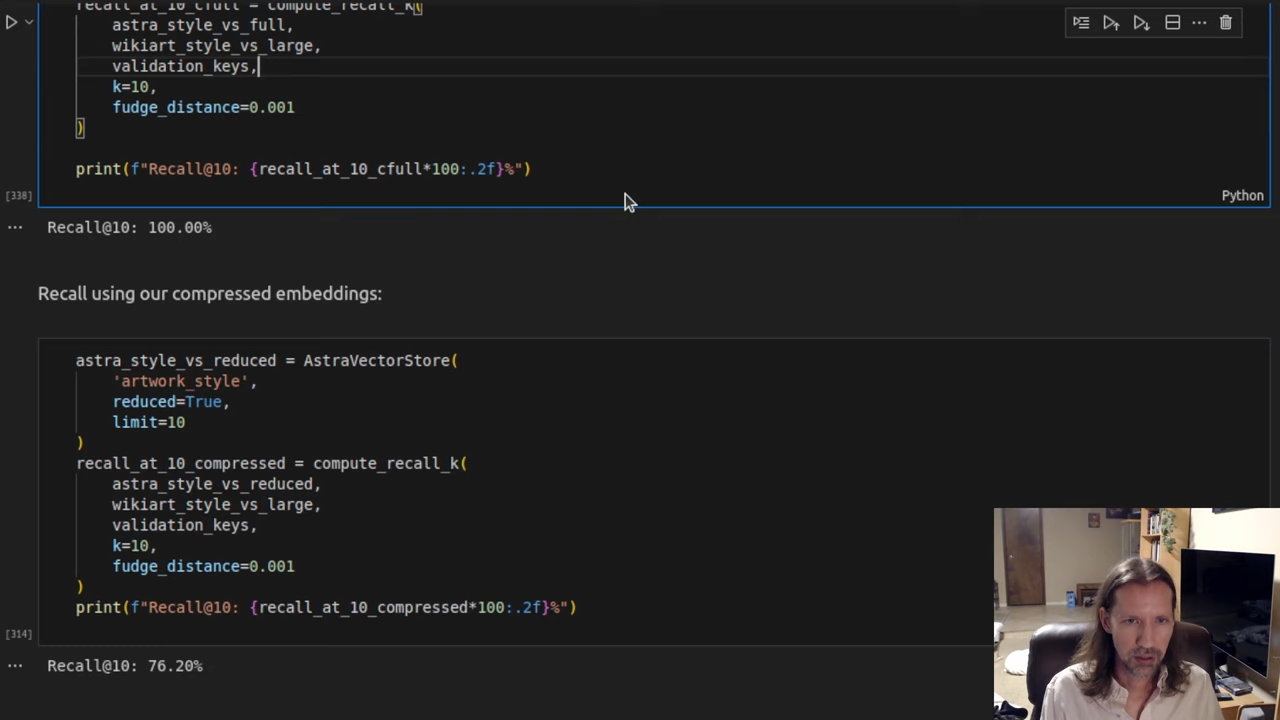 recall_at_10_cfull = compute_recall_k(
astra_style_vs_full,
wikiart_style_vs_large,
validation_keys,
k=10,
fudge_distance=0.001
)
print(f"Recall@10: {recall_at_10_cfull*100:.2f}%")
[338]
Python
Recall@10: 100.00%
Recall using our compressed embeddings:
astra_style_vs_reduced = AstraVectorStore(
'artwork_style',
reduced=True,
limit=10
)
recall_at_10_compressed = compute_recall_k(
astra_style_vs_reduced,
wikiart_style_vs_large,
validation_keys,
k=10,
fudge_distance=0.001
)
print(f"Recall@10: {recall_at_10_compressed*100:.2f}%")
[314]
Recall@10: 76.20%